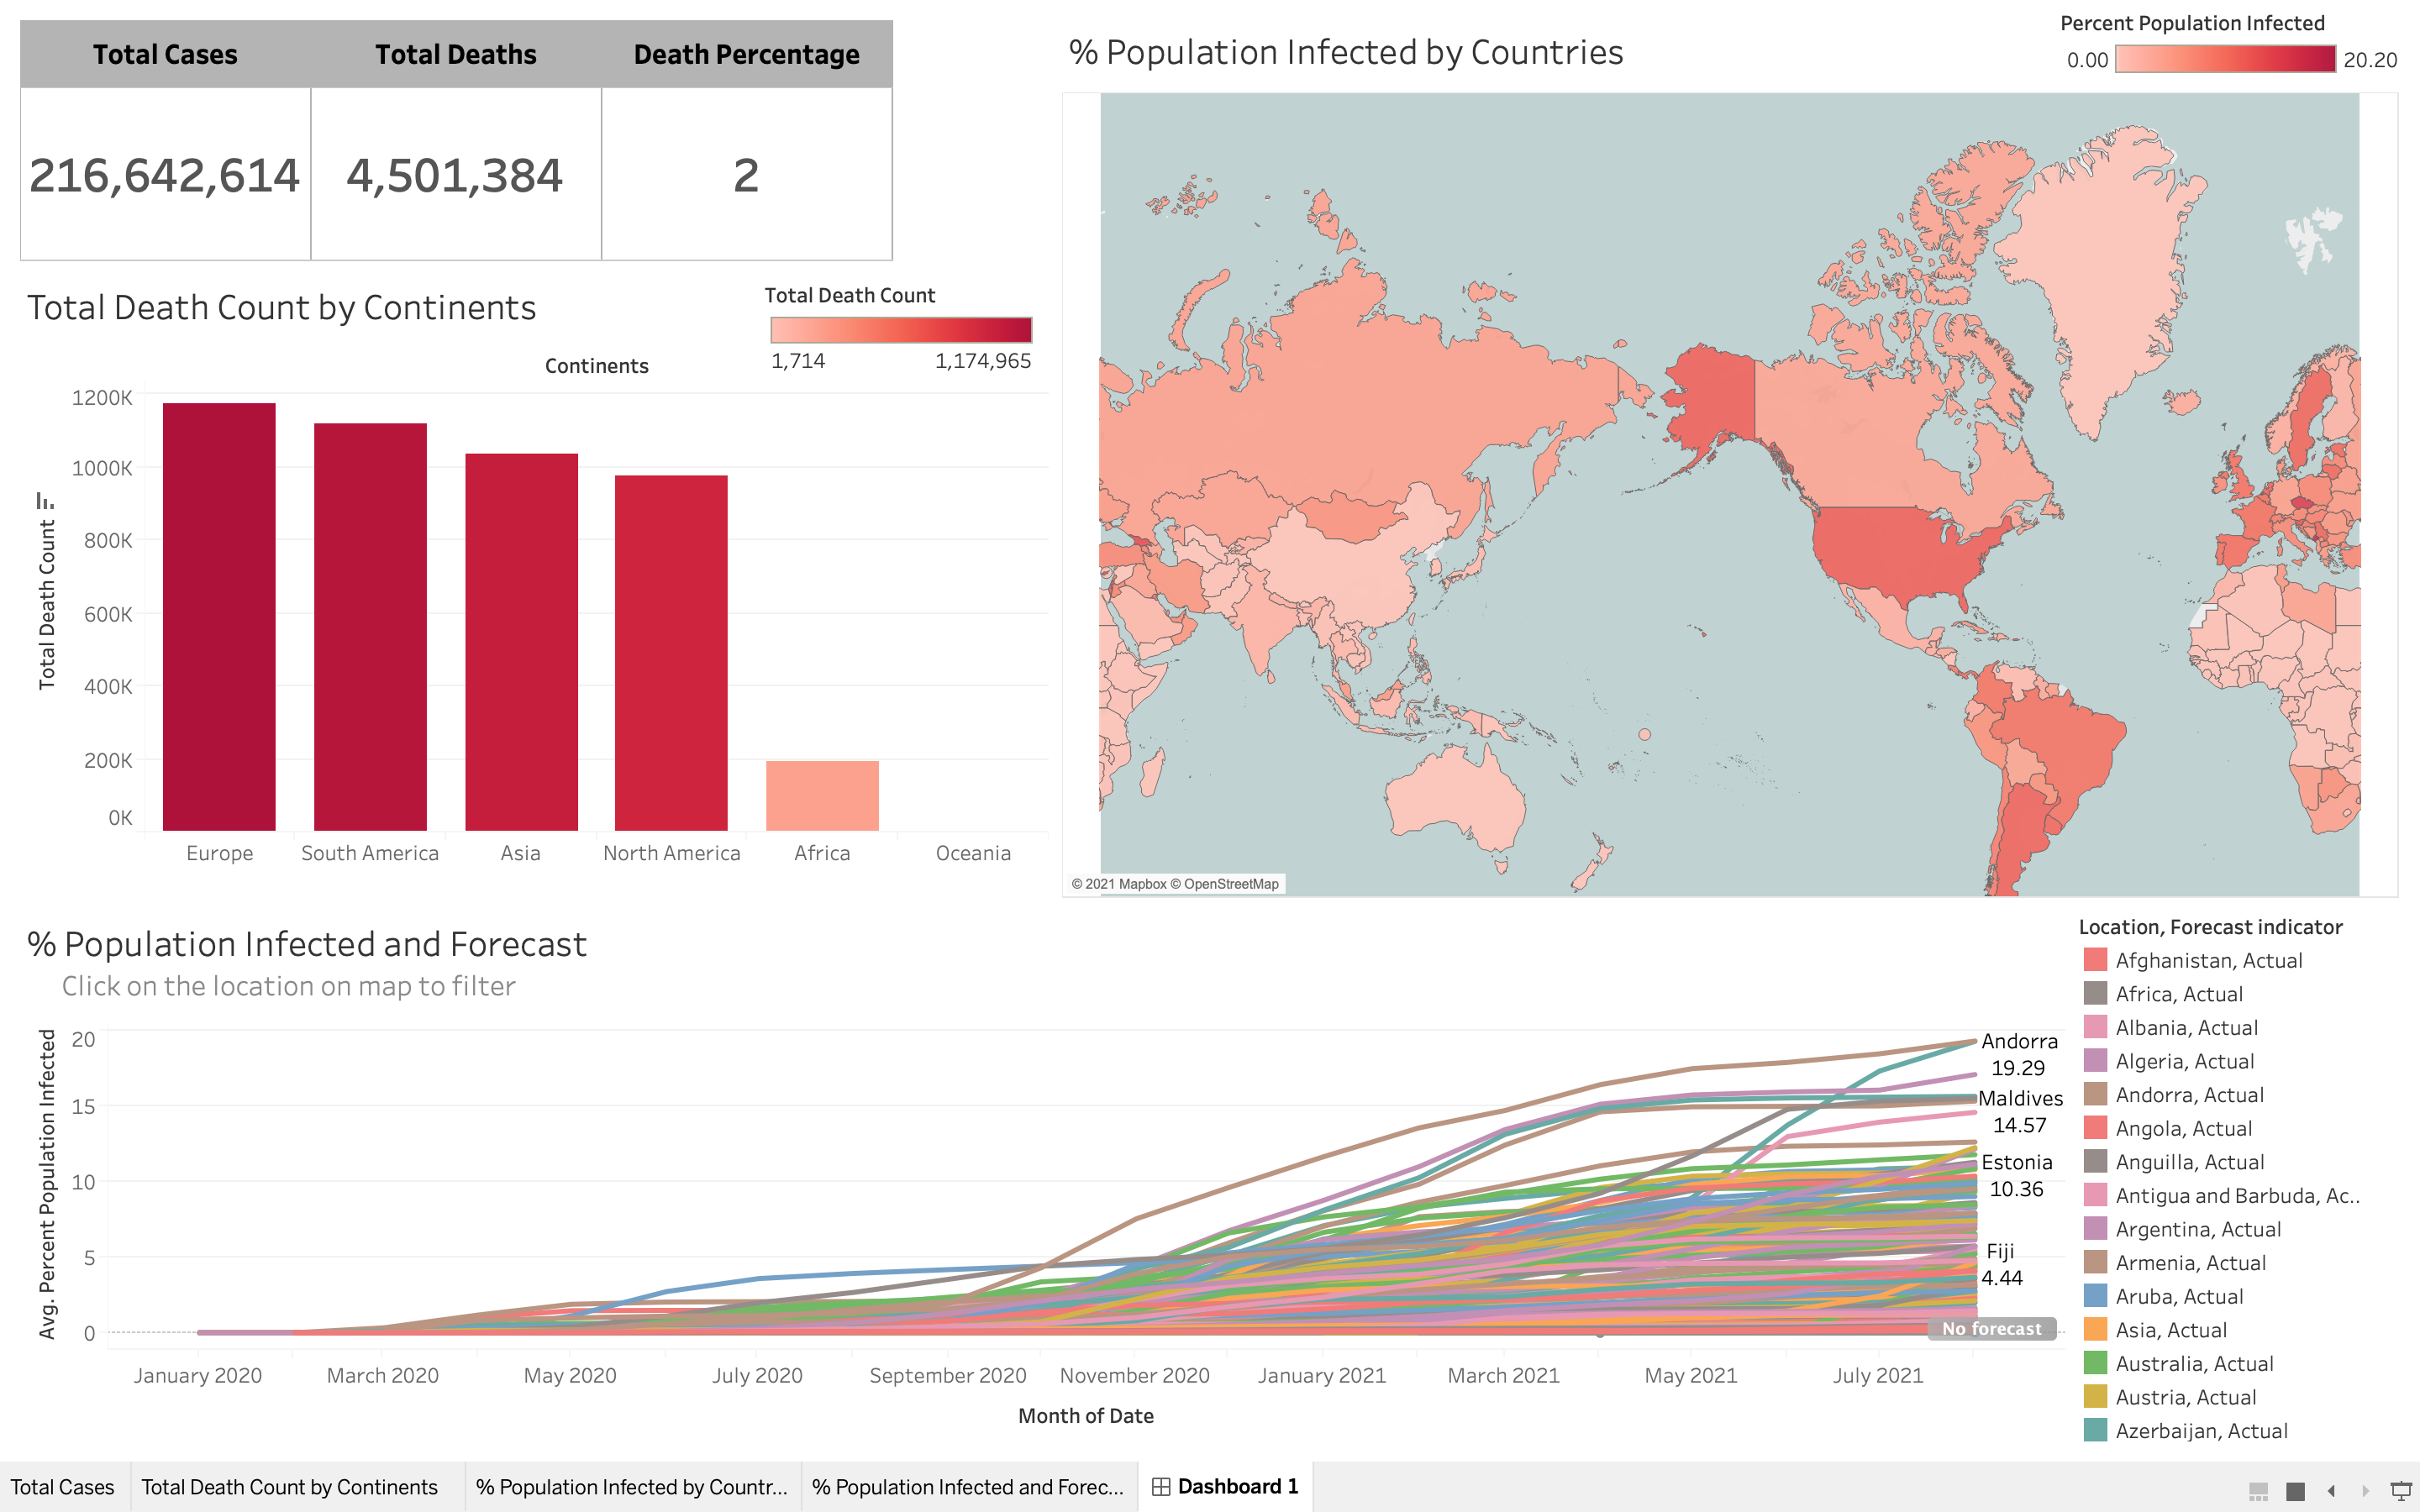 Total Cases Total Deaths Death Percentage
216,642,614 4,501,384 2
Total Death Count by Continents
Total Death Count
1,714 1,174,965
Continents
Total Death Count
1200K
1000K
800K
600K
400K
200K
0K
Europe South America Asia North America Africa Oceania
% Population Infected by Countries
Percent Population Infected
0.00 20.20
© 2021 Mapbox © OpenStreetMap
% Population Infected and Forecast
Click on the location on map to filter
Avg. Percent Population Infected
20
15
10
5
0
Andorra
19.29
Maldives
14.57
Estonia
10.36
Fiji
4.44
No forecast
January 2020 March 2020 May 2020 July 2020 September 2020 November 2020 January 2021 March 2021 May 2021 July 2021
Month of Date
Location, Forecast indicator
Afghanistan, Actual
Africa, Actual
Albania, Actual
Algeria, Actual
Andorra, Actual
Angola, Actual
Anguilla, Actual
Antigua and Barbuda, Ac..
Argentina, Actual
Armenia, Actual
Aruba, Actual
Asia, Actual
Australia, Actual
Austria, Actual
Azerbaijan, Actual
Total Cases Total Death Count by Continents % Population Infected by Countr... % Population Infected and Forec... Dashboard 1